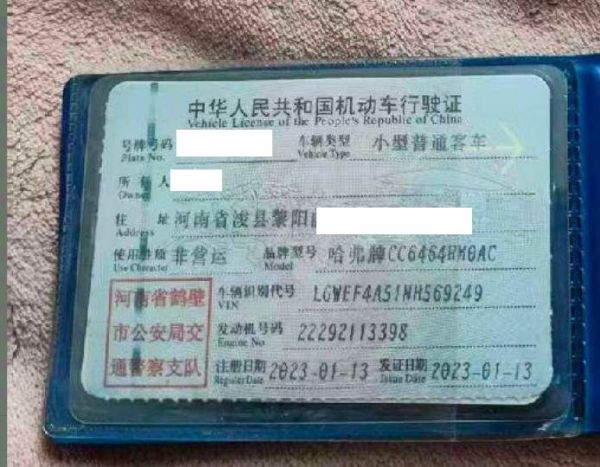 中华人民共和国机动车行驶证
Vehicle License of the People's Republic of China
号牌号码 车辆类型 小型普通客车
Plate No. Vehicle Type
所有人
Owner
住 址 河南省浚县黎阳
Address
使用性质 非营运 品牌型号 哈弗牌CC6464RM0AC
Use Character Model
河南省鹤壁 车辆识别代号 LGWEF4A51NH569249
VIN
市公安局交 发动机号码 22292113398
Engine No.
通警察支队 注册日期 2023-01-13 发证日期 2023-01-13
Register Date Issue Date